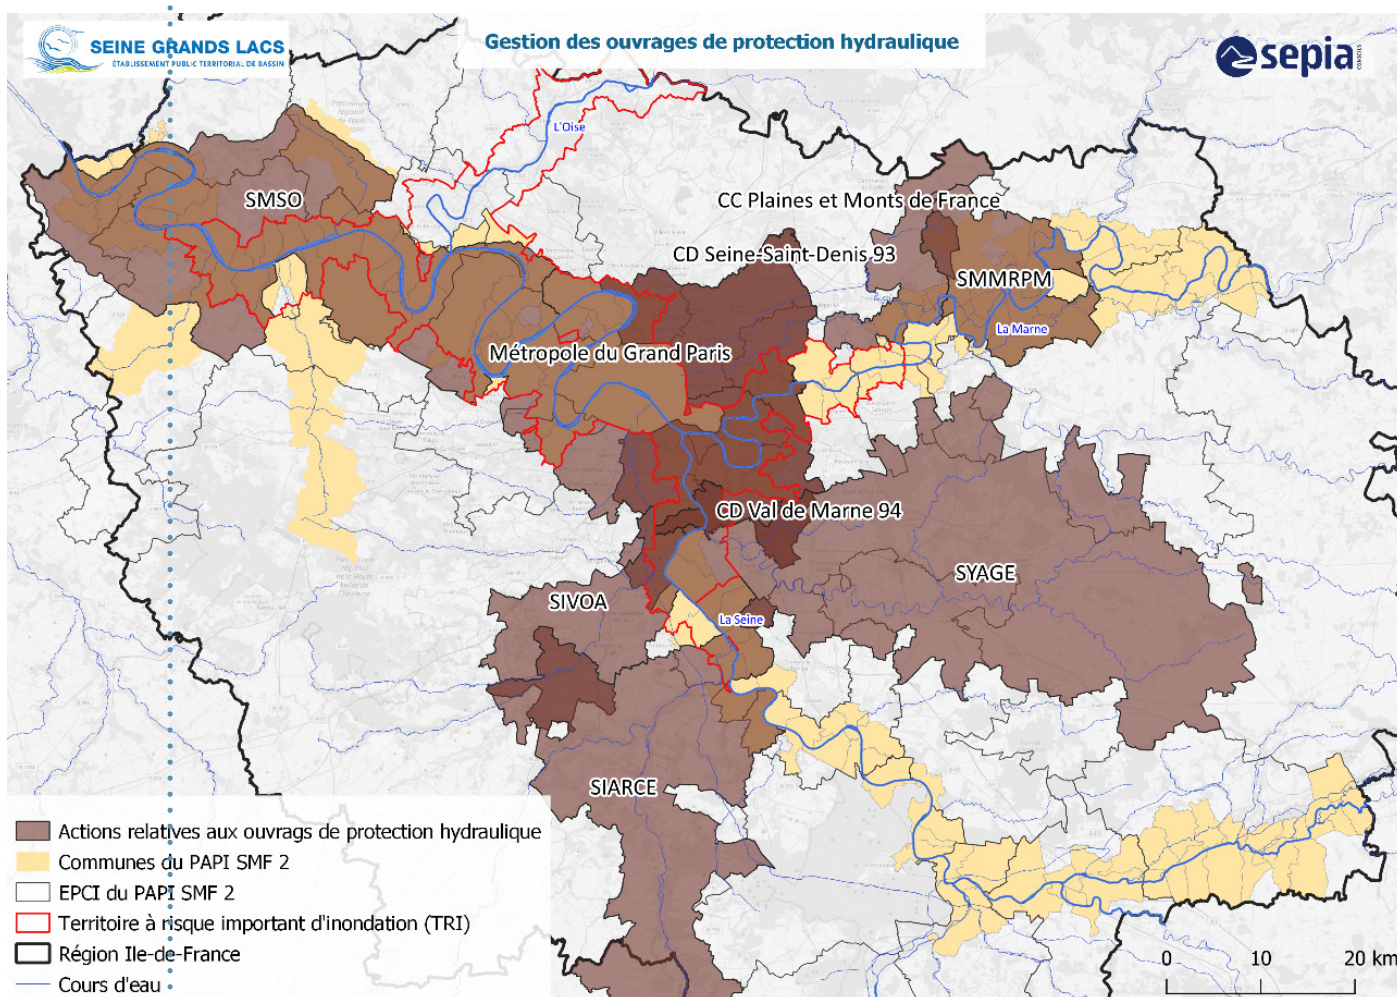 SEINE GRANDS LACS
ÉTABLISSEMENT PUBLIC TERRITORIAL DE BASSIN
Gestion des ouvrages de protection hydraulique
sepia
CONSEILS
L'Oise
SMSO
CC Plaines et Monts de France
CD Seine-Saint-Denis 93
SMMRPM
La Marne
Métropole du Grand Paris
CD Val de Marne 94
SYAGE
SIVOA
La Seine
SIARCE
Actions relatives aux ouvrags de protection hydraulique
Communes du PAPI SMF 2
EPCI du PAPI SMF 2
Territoire à risque important d'inondation (TRI)
Région Ile-de-France
Cours d'eau
0 10 20 km